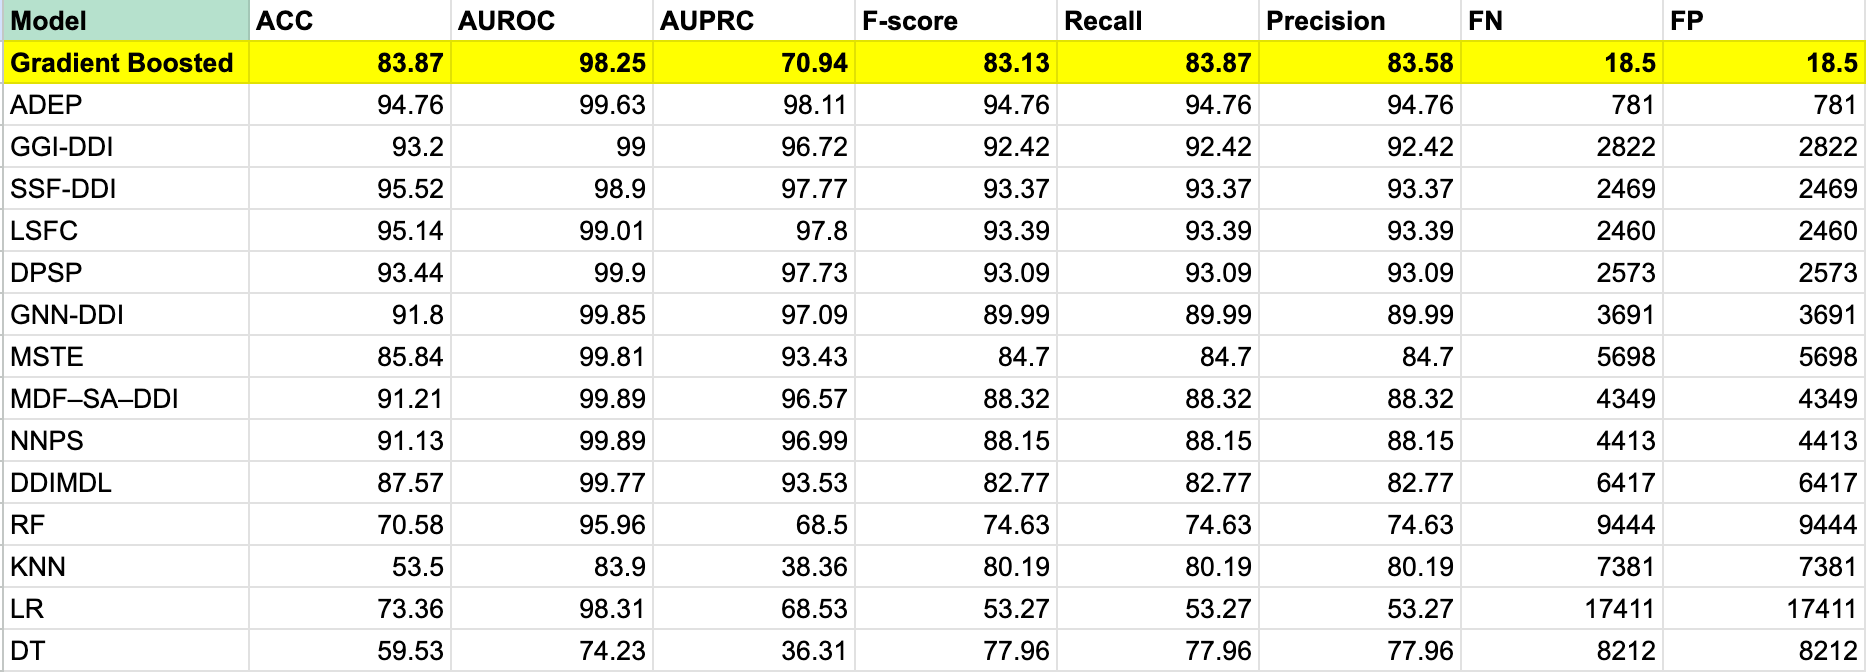 Model ACC AUROC AUPRC F-score Recall Precision FN FP
Gradient Boosted 83.87 98.25 70.94 83.13 83.87 83.58 18.5 18.5
ADEP 94.76 99.63 98.11 94.76 94.76 94.76 781 781
GGI-DDI 93.2 99 96.72 92.42 92.42 92.42 2822 2822
SSF-DDI 95.52 98.9 97.77 93.37 93.37 93.37 2469 2469
LSFC 95.14 99.01 97.8 93.39 93.39 93.39 2460 2460
DPSP 93.44 99.9 97.73 93.09 93.09 93.09 2573 2573
GNN-DDI 91.8 99.85 97.09 89.99 89.99 89.99 3691 3691
MSTE 85.84 99.81 93.43 84.7 84.7 84.7 5698 5698
MDF–SA–DDI 91.21 99.89 96.57 88.32 88.32 88.32 4349 4349
NNPS 91.13 99.89 96.99 88.15 88.15 88.15 4413 4413
DDIMDL 87.57 99.77 93.53 82.77 82.77 82.77 6417 6417
RF 70.58 95.96 68.5 74.63 74.63 74.63 9444 9444
KNN 53.5 83.9 38.36 80.19 80.19 80.19 7381 7381
LR 73.36 98.31 68.53 53.27 53.27 53.27 17411 17411
DT 59.53 74.23 36.31 77.96 77.96 77.96 8212 8212